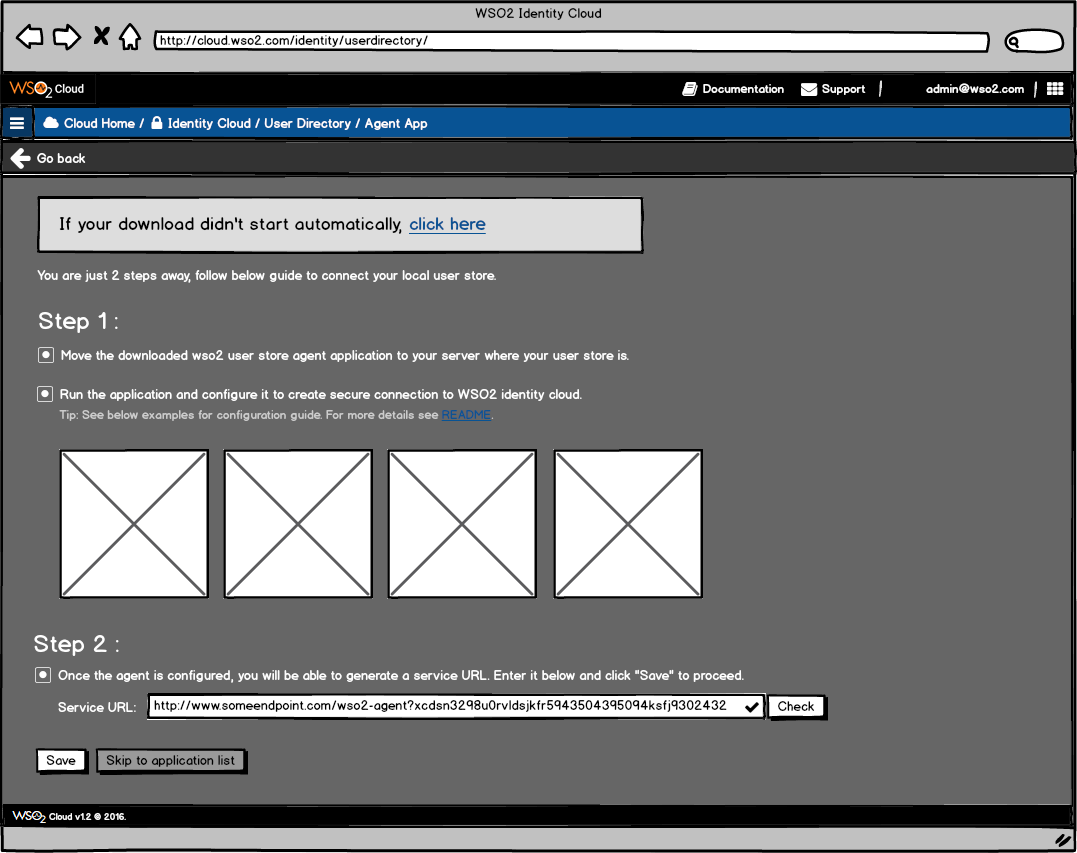 WSO2 Identity Cloud
http://cloud.wso2.com/identity/userdirectory/
WSO2 Cloud
Documentation
Support
admin@wso2.com
Cloud Home / Identity Cloud / User Directory / Agent App
Go back
If your download didn't start automatically, click here
You are just 2 steps away, follow below guide to connect your local user store.
Step 1 :
Move the downloaded wso2 user store agent application to your server where your user store is.
Run the application and configure it to create secure connection to WSO2 identity cloud.
Tip: See below examples for configuration guide. For more details see README.
Step 2 :
Once the agent is configured, you will be able to generate a service URL. Enter it below and click "Save" to proceed.
Service URL: http://www.someendpoint.com/wso2-agent?xcdsn3298u0rvldsjkfr5943504395094ksfj9302432 Check
Save Skip to application list
WSO2 Cloud v1.2 © 2016.